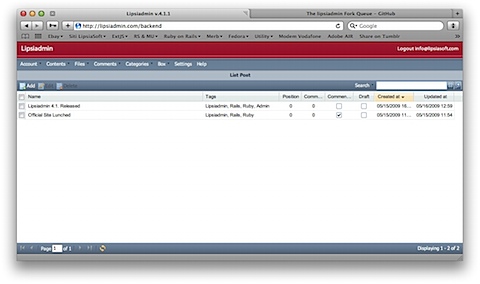 Lipsiadmin v.4.1.1
The lipsiadmin Fork Queue – GitHub
http://lipsiadmin.com/backend
Google
Ebay SAi LipsiaSoft ExtJS RS & MU Ruby on Rails Merb Fedora Utility Modem Vodafone Adobe AIR Share on Tumblr
Lipsiadmin
Logout info@lipsiasoft.com
Account Contents Files Comments Categories Box Settings Help
List Post
Add Edit Delete
Search
Name Tags Position Comm... Commen... Draft Created at Updated at
Lipsiadmin 4.1. Released Lipsiadmin, Rails, Ruby, Admin 0 0 05/15/2009 16... 05/16/2009 12:59
Official Site Lunched Lipsiadmin, Rails, Ruby 0 0 05/15/2009 11... 05/15/2009 11:54
Page 1 of 1
Displaying 1 - 2 of 2